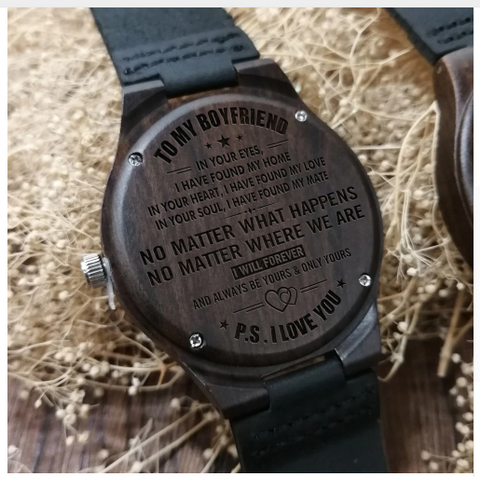 TO MY BOYFRIEND
IN YOUR EYES,
I HAVE FOUND MY HOME
IN YOUR HEART, I HAVE FOUND MY LOVE
IN YOUR SOUL, I HAVE FOUND MY MATE
NO MATTER WHAT HAPPENS
NO MATTER WHERE WE ARE
I WILL FOREVER
AND ALWAYS BE YOURS & ONLY YOURS
P.S. I LOVE YOU